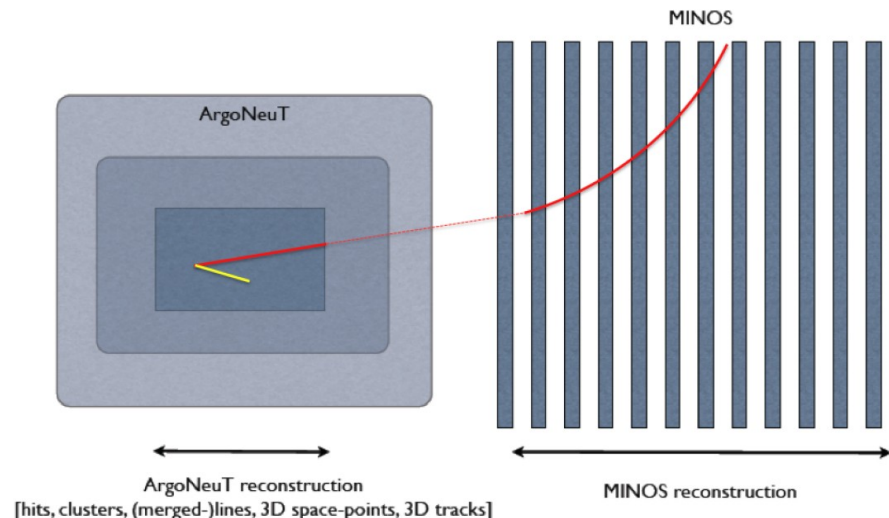 MINOS
ArgoNeuT
ArgoNeuT reconstruction
[hits, clusters, (merged-)lines, 3D space-points, 3D tracks]
MINOS reconstruction